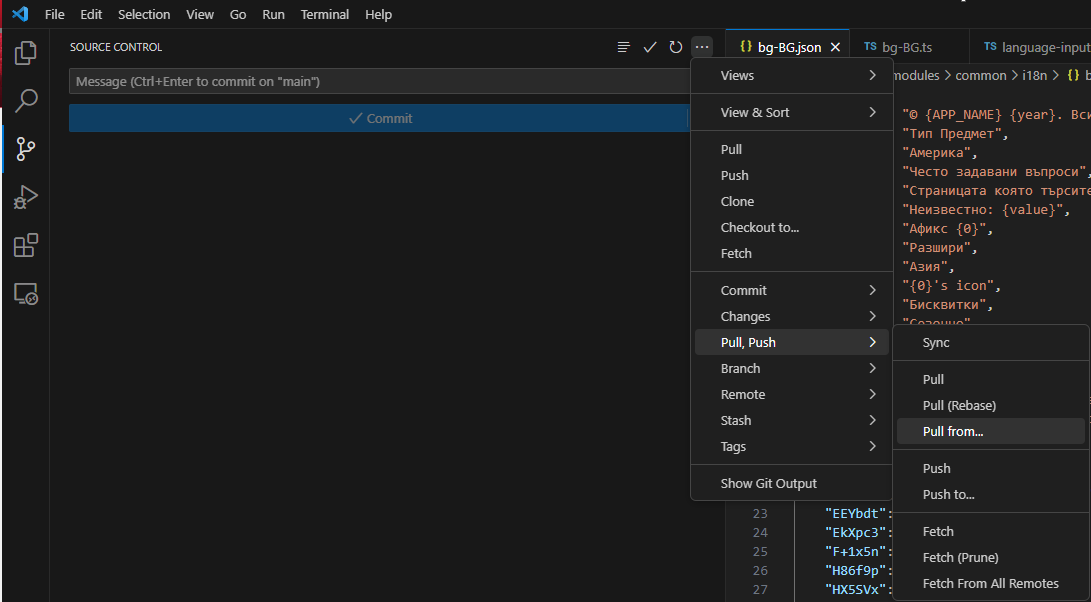 File Edit Selection View Go Run Terminal Help
SOURCE CONTROL
Message (Ctrl+Enter to commit on "main")
Commit
Views
View & Sort
Pull
Push
Clone
Checkout to...
Fetch
Commit
Changes
Pull, Push
Branch
Remote
Stash
Tags
Show Git Output
Sync
Pull
Pull (Rebase)
Pull from...
Push
Push to...
Fetch
Fetch (Prune)
Fetch From All Remotes
{} bg-BG.json TS bg-BG.ts TS language-input
modules > common > i18n > {} b
"© {APP_NAME} {year}. Вси
"Тип Предмет",
"Америка",
"Често задавани въпроси",
"Страницата която търсите
"Неизвестно: {value}",
"Афикс {0}",
"Разшири",
"Азия",
"{0}'s icon",
"Бисквитки",
"Сезонно"
23 "EEYbdt":
24 "EkXpc3":
25 "F+1x5n":
26 "H86f9p":
27 "HX5SVx":